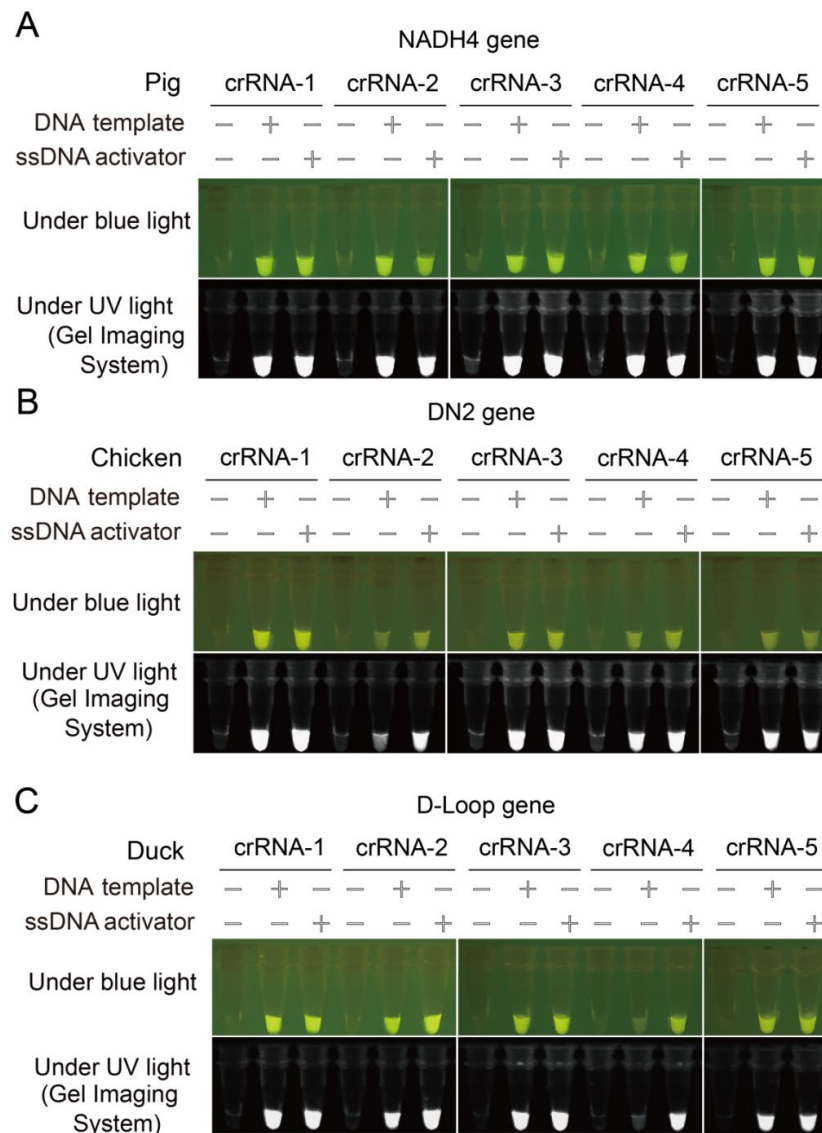 A
NADH4 gene
Pig crRNA-1 crRNA-2 crRNA-3 crRNA-4 crRNA-5
DNA template − + − − + − − + − − + − − + −
ssDNA activator − − + − − + − − + − − + − − +
Under blue light
Under UV light
(Gel Imaging
System)
B
DN2 gene
Chicken crRNA-1 crRNA-2 crRNA-3 crRNA-4 crRNA-5
DNA template − + − − + − − + − − + − − + −
ssDNA activator − − + − − + − − + − − + − − +
Under blue light
Under UV light
(Gel Imaging
System)
C
D-Loop gene
Duck crRNA-1 crRNA-2 crRNA-3 crRNA-4 crRNA-5
DNA template − + − − + − − + − − + − − + −
ssDNA activator − − + − − + − − + − − + − − +
Under blue light
Under UV light
(Gel Imaging
System)